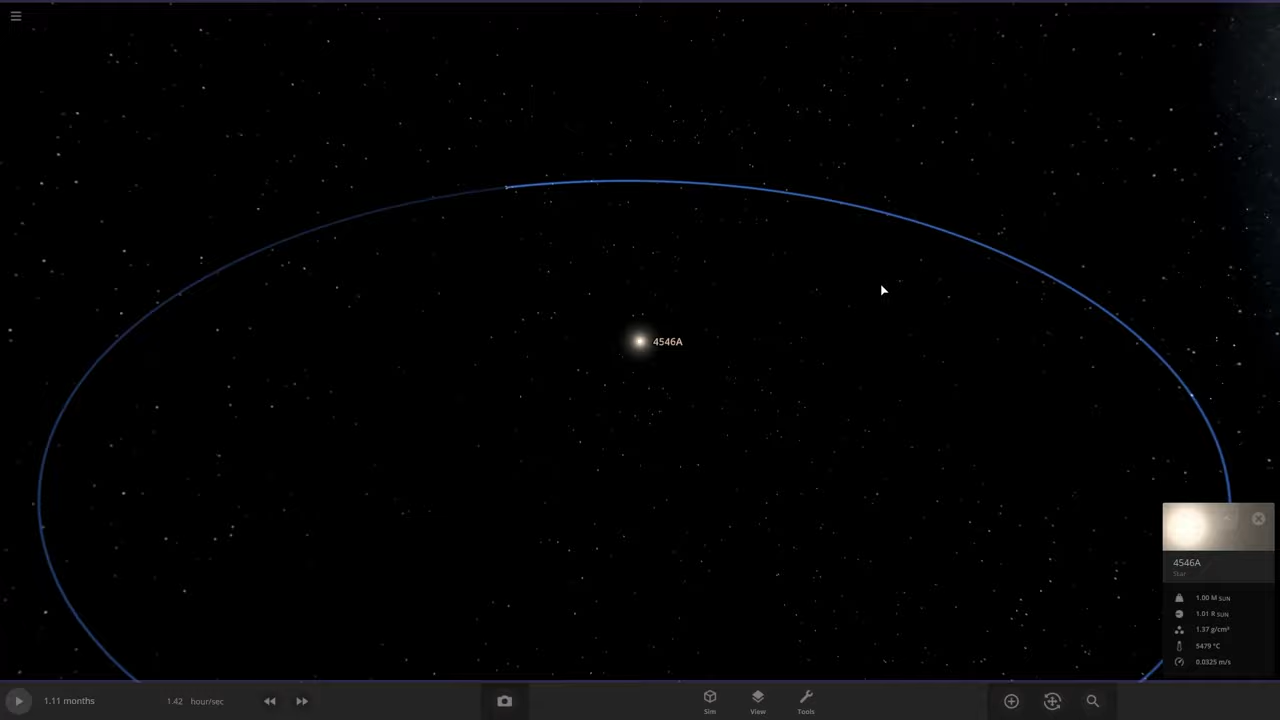 4546A
4546A
Star
1.00 M SUN
1.01 R SUN
1.37 g/cm³
5479 °C
0.0325 m/s
1.11 months
1.42 hour/sec
Sim
View
Tools